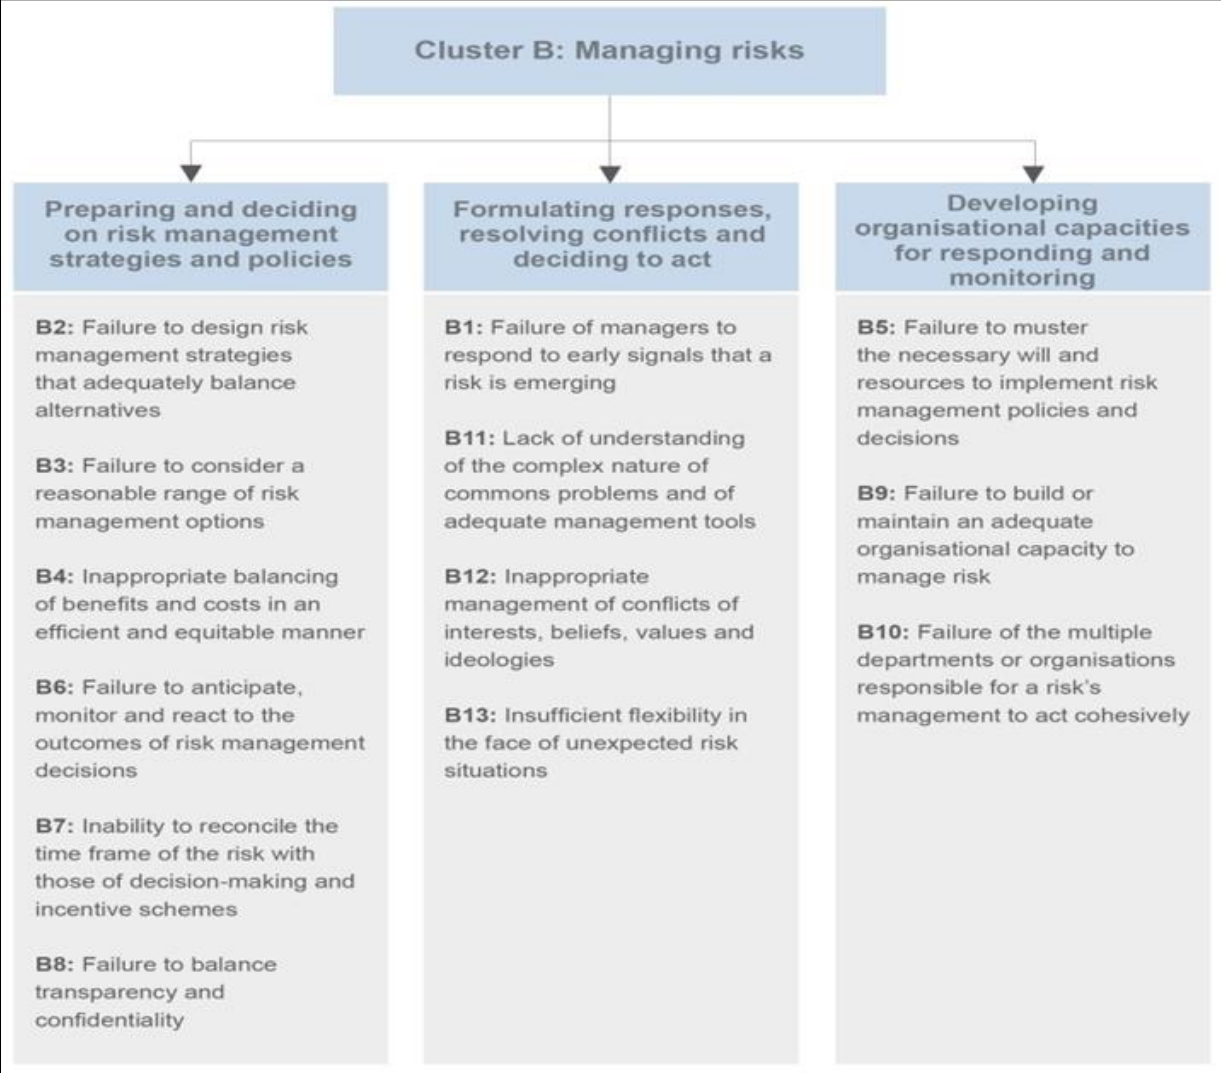 Cluster B: Managing risks
Preparing and deciding
on risk management
strategies and policies
B2: Failure to design risk
management strategies
that adequately balance
alternatives
B3: Failure to consider a
reasonable range of risk
management options
B4: Inappropriate balancing
of benefits and costs in an
efficient and equitable manner
B6: Failure to anticipate,
monitor and react to the
outcomes of risk management
decisions
B7: Inability to reconcile the
time frame of the risk with
those of decision-making and
incentive schemes
B8: Failure to balance
transparency and
confidentiality
Formulating responses,
resolving conflicts and
deciding to act
B1: Failure of managers to
respond to early signals that a
risk is emerging
B11: Lack of understanding
of the complex nature of
commons problems and of
adequate management tools
B12: Inappropriate
management of conflicts of
interests, beliefs, values and
ideologies
B13: Insufficient flexibility in
the face of unexpected risk
situations
Developing
organisational capacities
for responding and
monitoring
B5: Failure to muster
the necessary will and
resources to implement risk
management policies and
decisions
B9: Failure to build or
maintain an adequate
organisational capacity to
manage risk
B10: Failure of the multiple
departments or organisations
responsible for a risk's
management to act cohesively